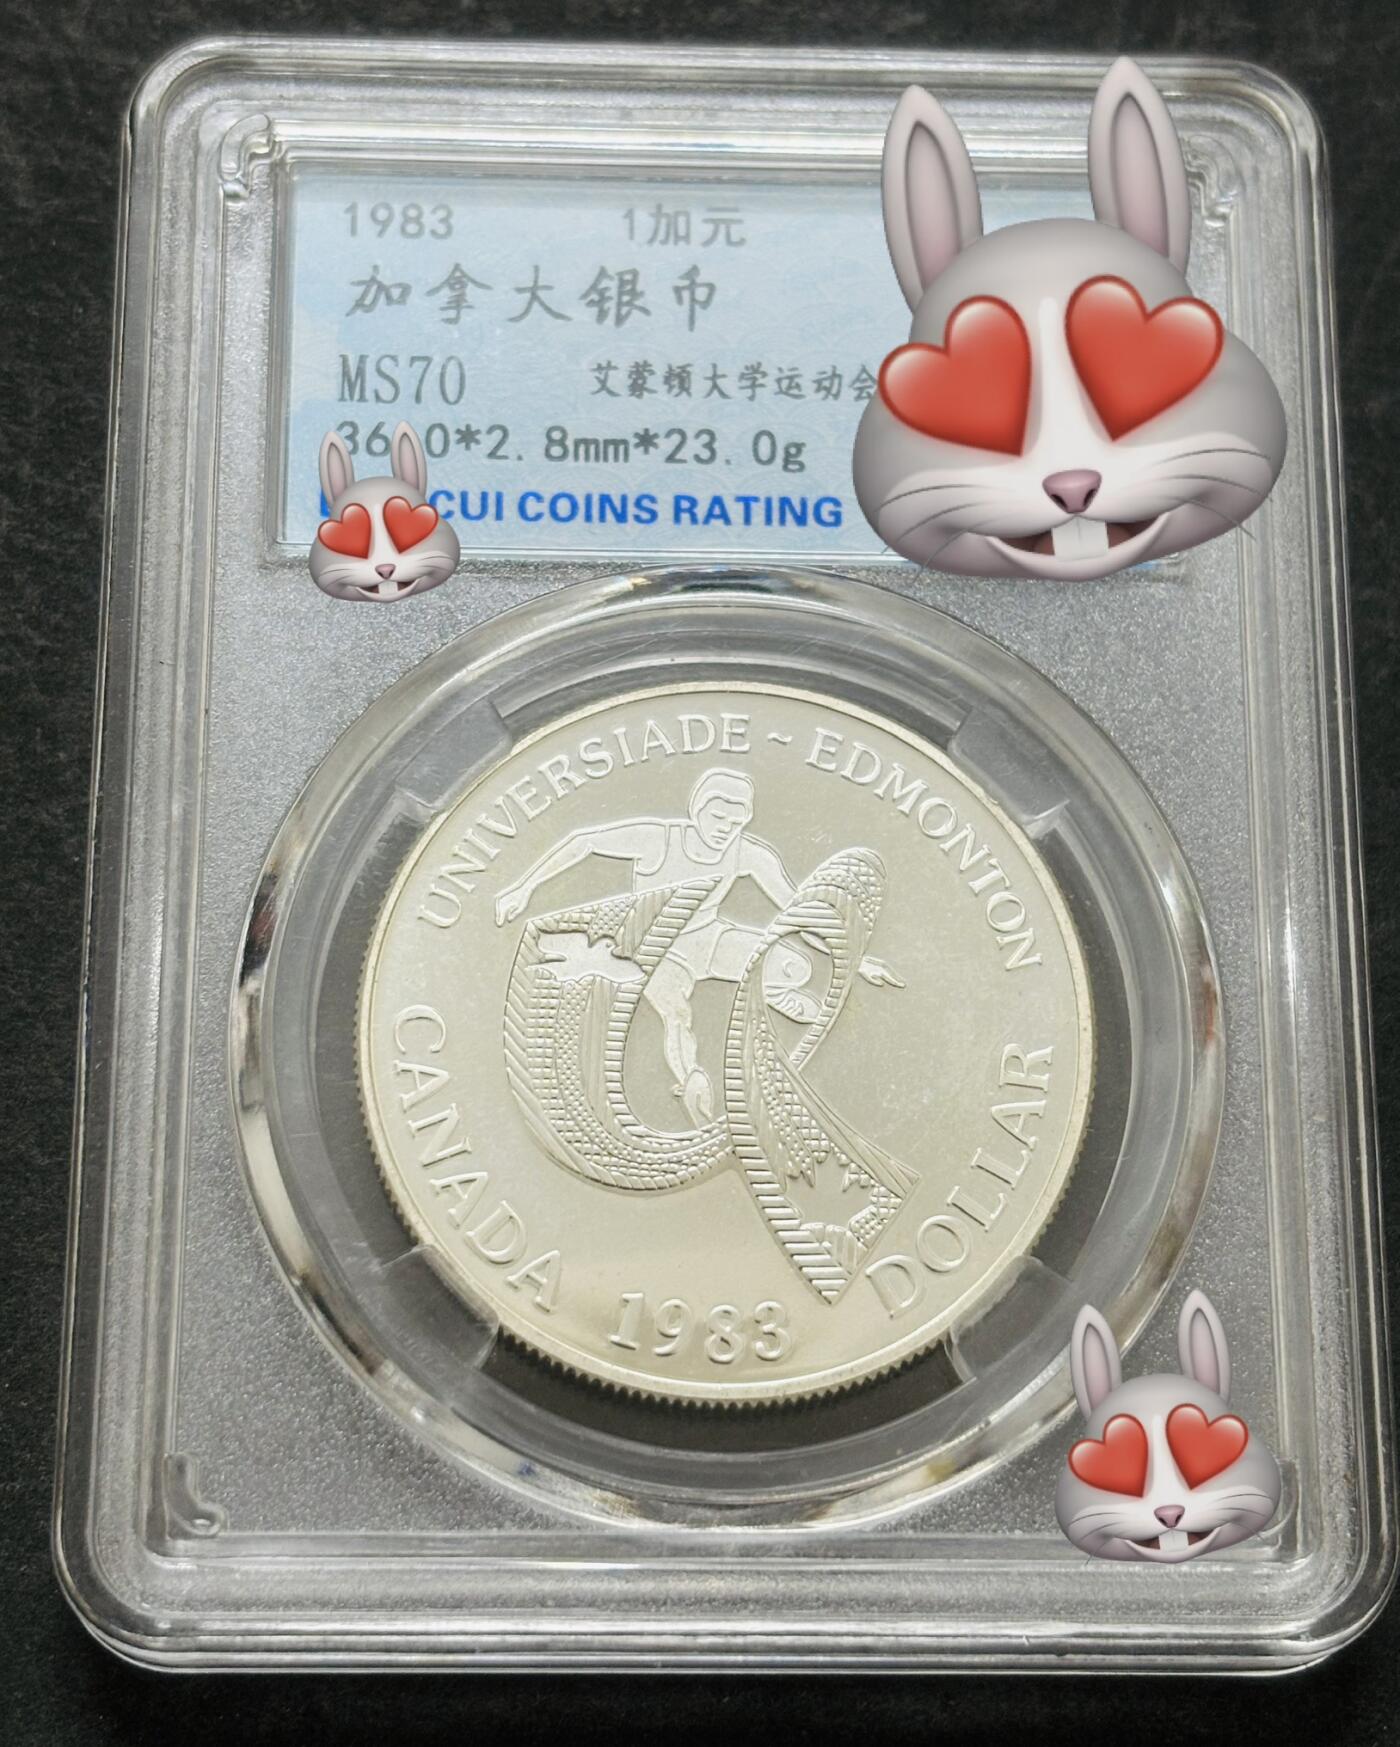 1983 1加元
加拿大银币
MS70 艾蒙顿大学运动会
0*2.8mm*23.0g
COINS RATING
UNIVERSIADE ~ EDMONTON
CANADA 1983 DOLLAR